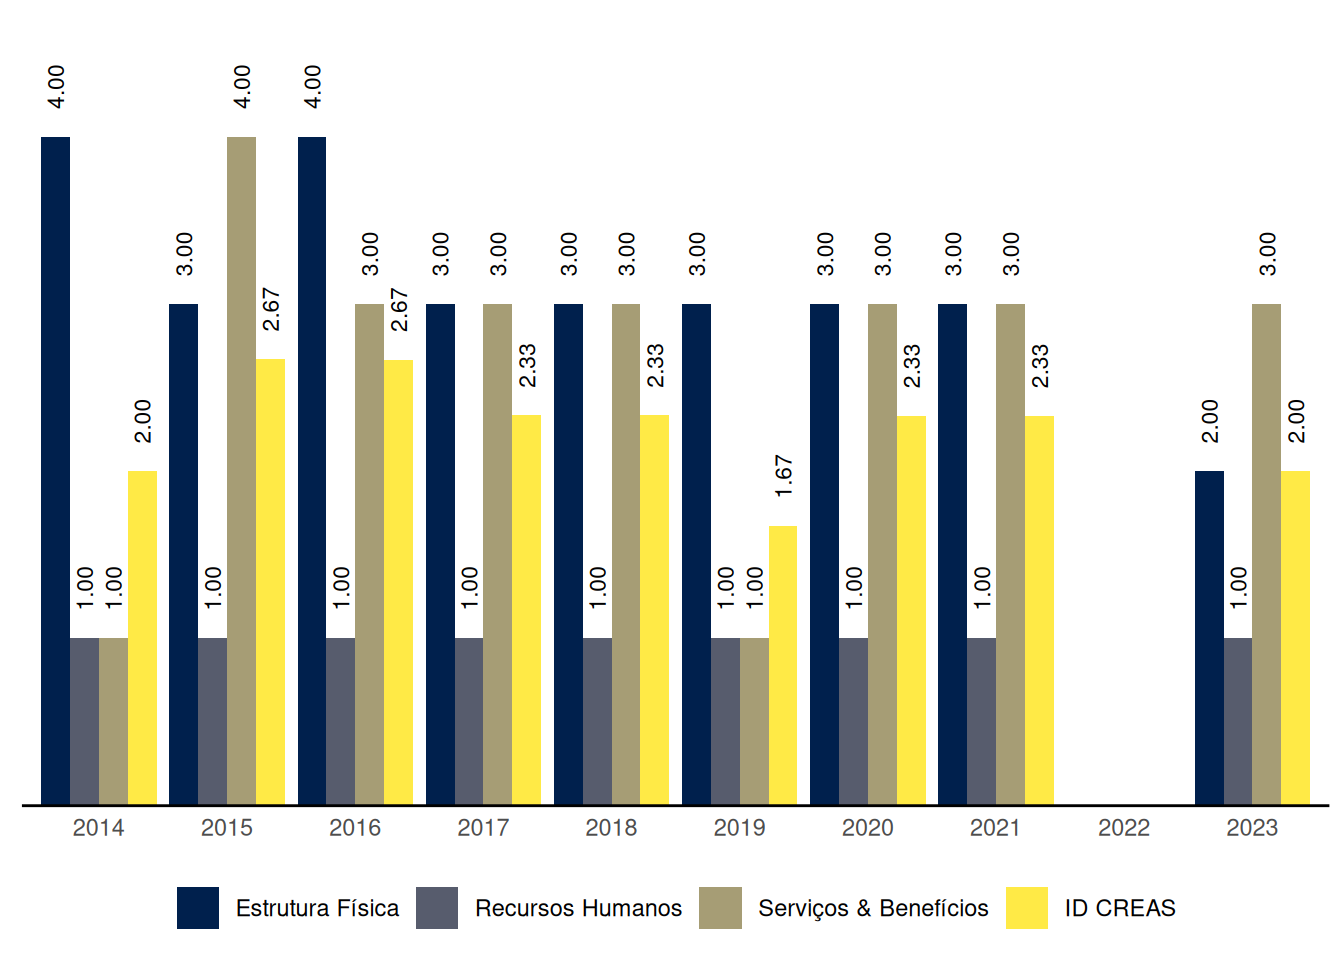 4.00 4.00 4.00
3.00 3.00 3.00 3.00 3.00 3.00 3.00 3.00 3.00 3.00 3.00 3.00
2.67 2.67
2.33 2.33 2.33 2.33
2.00 2.00 2.00
1.67
1.00 1.00 1.00 1.00 1.00 1.00 1.00 1.00 1.00 1.00 1.00
2014 2015 2016 2017 2018 2019 2020 2021 2022 2023
Estrutura Física Recursos Humanos Serviços & Benefícios ID CREAS